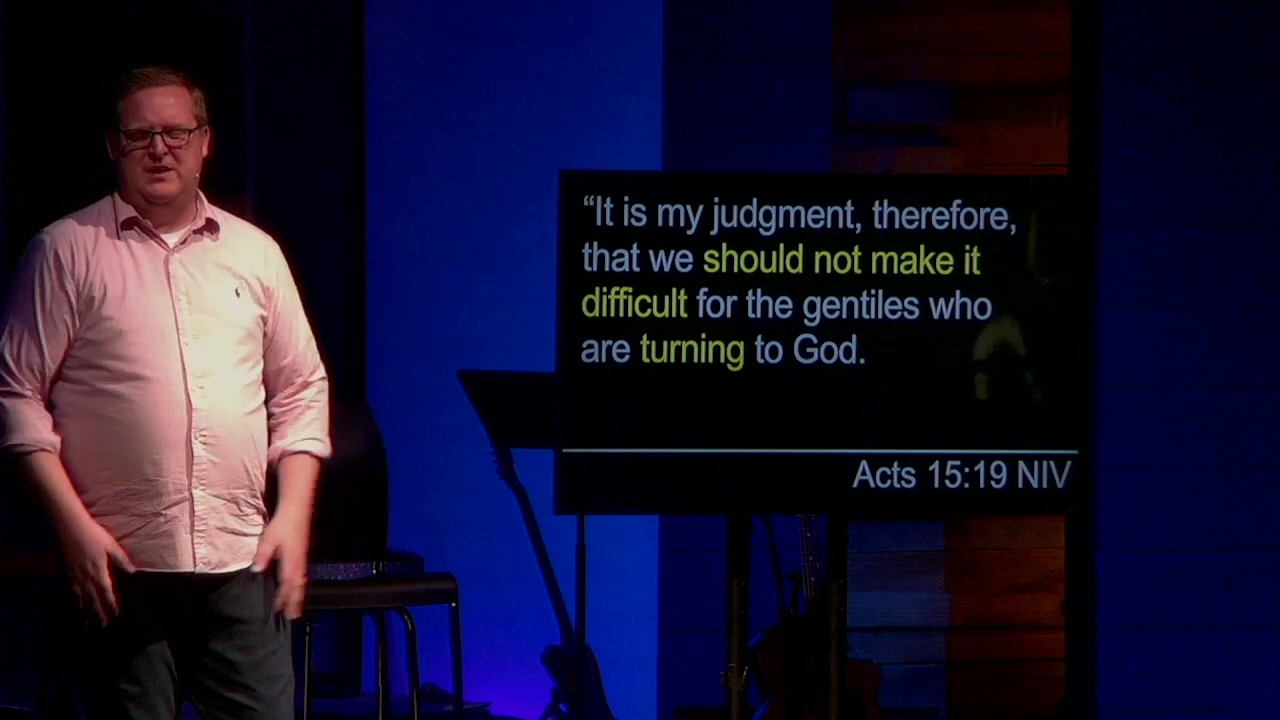 “It is my judgment, therefore,
that we should not make it
difficult for the gentiles who
are turning to God.
Acts 15:19 NIV